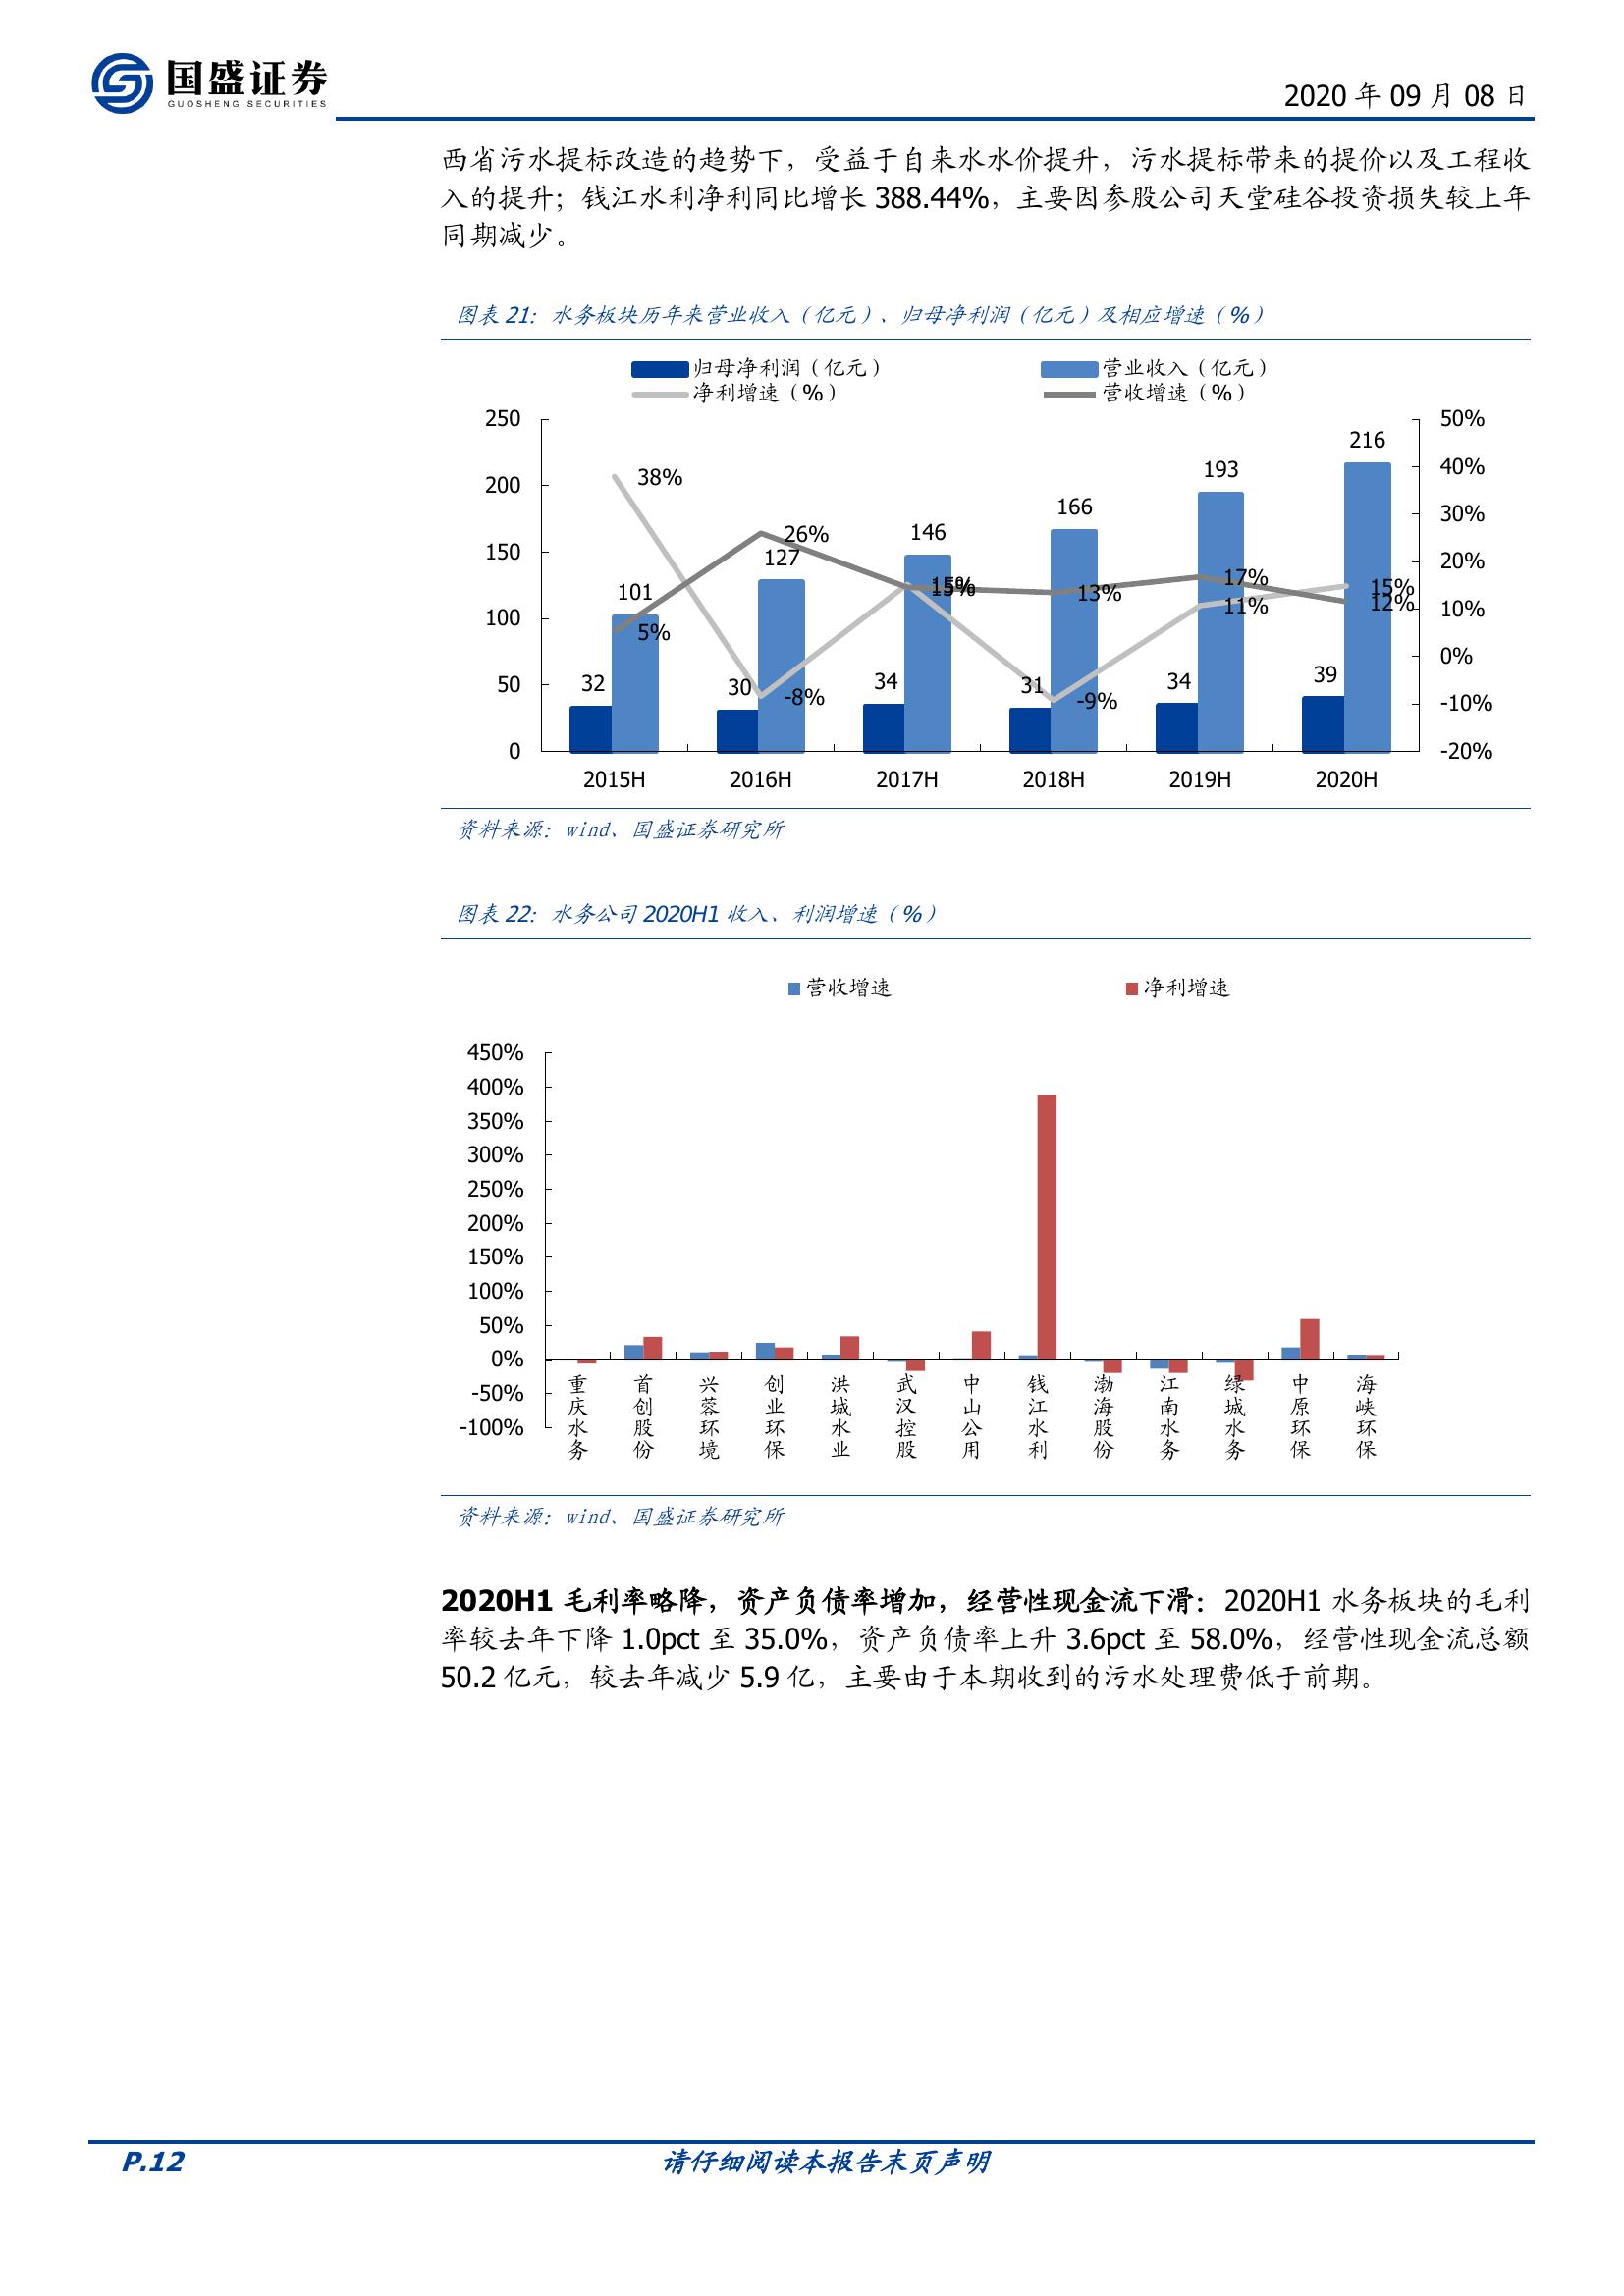 国盛证券
GUOSHENG SECURITIES
2020 年 09 月 08 日
西省污水提标改造的趋势下，受益于自来水水价提升，污水提标带来的提价以及工程收
入的提升；钱江水利净利同比增长 388.44%，主要因参股公司天堂硅谷投资损失较上年
同期减少。
图表 21：水务板块历年来营业收入（亿元）、归母净利润（亿元）及相应增速（%）
归母净利润（亿元） 营业收入（亿元）
净利增速（%） 营收增速（%）
250
200
150
100
50
0
50%
40%
30%
20%
10%
0%
-10%
-20%
32 30 34 31 34 39
101 127 146 166 193 216
38% -8% 15% -9% 11% 15%
5% 26% 15% 13% 17% 12%
2015H 2016H 2017H 2018H 2019H 2020H
资料来源：wind、国盛证券研究所
图表 22：水务公司 2020H1 收入、利润增速（%）
营收增速 净利增速
450%
400%
350%
300%
250%
200%
150%
100%
50%
0%
-50%
-100%
重庆水务
首创股份
兴蓉环境
创业环保
洪城水业
武汉控股
中山公用
钱江水利
渤海股份
江南水务
绿城水务
中原环保
海峡环保
资料来源：wind、国盛证券研究所
2020H1 毛利率略降，资产负债率增加，经营性现金流下滑：2020H1 水务板块的毛利
率较去年下降 1.0pct 至 35.0%，资产负债率上升 3.6pct 至 58.0%，经营性现金流总额
50.2 亿元，较去年减少 5.9 亿，主要由于本期收到的污水处理费低于前期。
P.12 请仔细阅读本报告末页声明